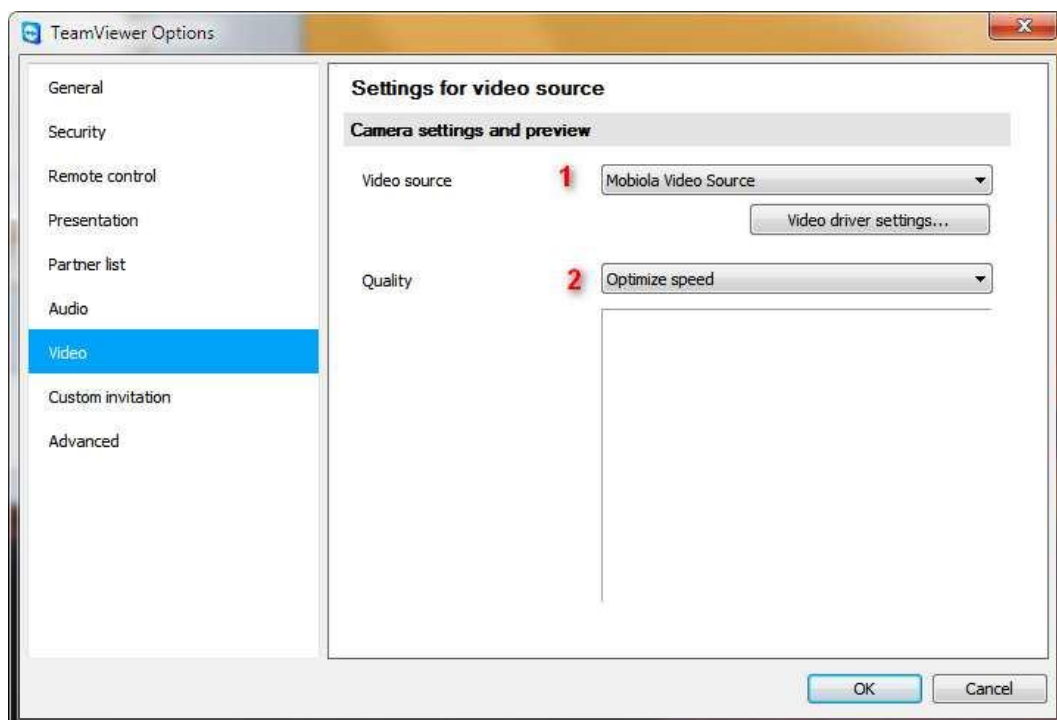 TeamViewer Options
General
Security
Remote control
Presentation
Partner list
Audio
Video
Custom invitation
Advanced
Settings for video source
Camera settings and preview
Video source 1 Mobiola Video Source
Video driver settings...
Quality 2 Optimize speed
OK Cancel